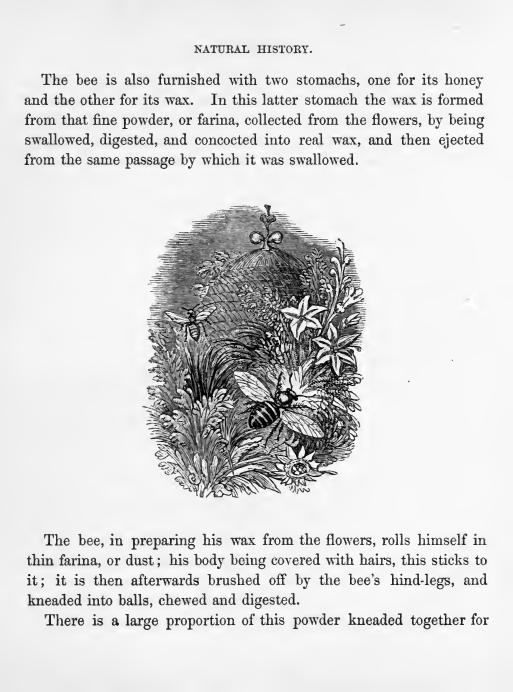 NATURAL HISTORY.
The bee is also furnished with two stomachs, one for its honey
and the other for its wax. In this latter stomach the wax is formed
from that fine powder, or farina, collected from the flowers, by being
swallowed, digested, and concocted into real wax, and then ejected
from the same passage by which it was swallowed.
The bee, in preparing his wax from the flowers, rolls himself in
thin farina, or dust; his body being covered with hairs, this sticks to
it; it is then afterwards brushed off by the bee's hind-legs, and
kneaded into balls, chewed and digested.
There is a large proportion of this powder kneaded together for